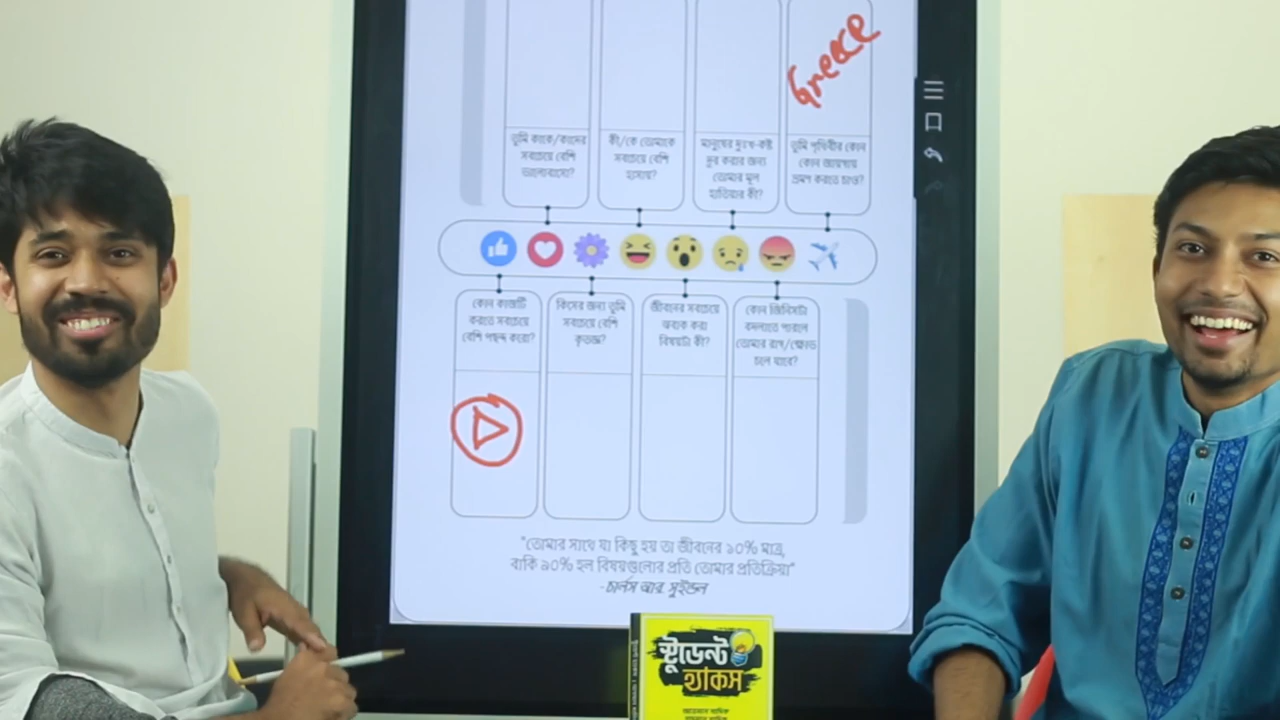 Greece
তুমি কাকে/কাদের
সবচেয়ে বেশি
ভালোবাসো?
কী/কে তোমাকে
সবচেয়ে বেশি
হাসায়?
মানুষের দুঃখ-কষ্ট
দূর করার জন্য
তোমার মূল
হাতিয়ার কী?
তুমি পৃথিবীর কোন
কোন জায়গায়
ভ্রমণ করতে চাও?
কোন কাজটি
করতে সবচেয়ে
বেশি পছন্দ করো?
কিসের জন্য তুমি
সবচেয়ে বেশি
কৃতজ্ঞ?
জীবনের সবচেয়ে
অবাক করা
বিষয়টা কী?
কোন জিনিসটা
বদলাতে পারলে
তোমার রাগ/ক্ষোভ
চলে যাবে?
"তোমার সাথে যা কিছু হয় তা জীবনের ১০% মাত্র,
বাকি ৯০% হল বিষয়গুলোর প্রতি তোমার প্রতিক্রিয়া"
-চার্লস আর. সুইন্ডল
স্টুডেন্ট
হ্যাকস
আয়মান সাদিক